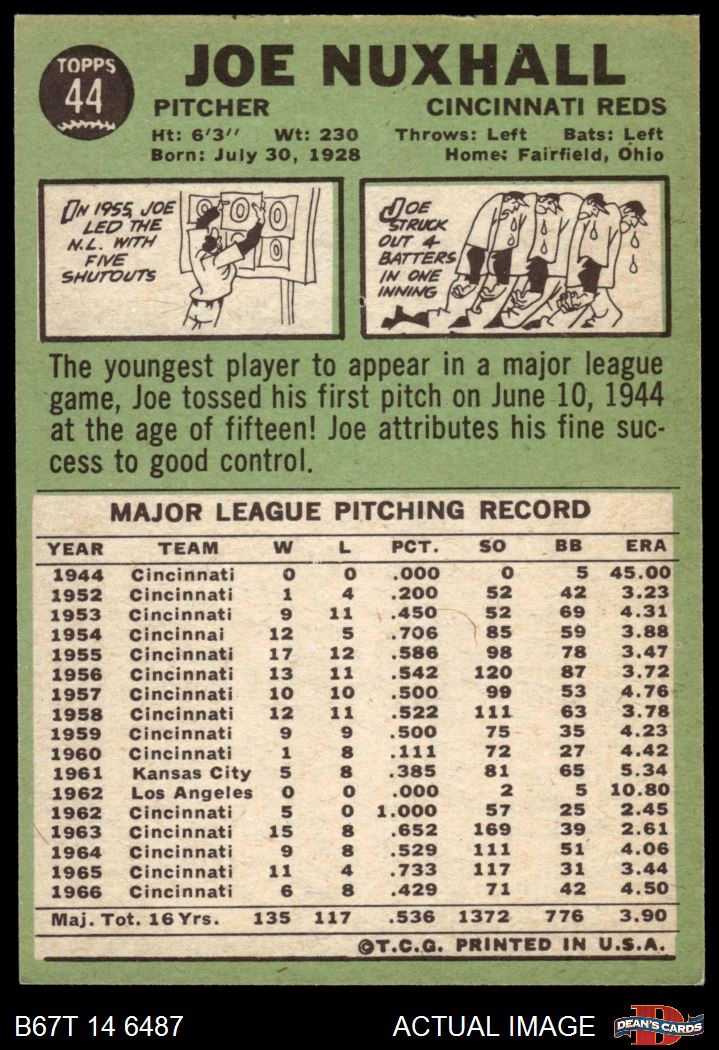 TOPPS
44
JOE NUXHALL
PITCHER CINCINNATI REDS
Ht: 6'3" Wt: 230 Throws: Left Bats: Left
Born: July 30, 1928 Home: Fairfield, Ohio
IN 1955, JOE
LED THE
N.L. WITH
FIVE
SHUTOUTS
0 0 0
0
JOE
STRUCK
OUT 4
BATTERS
IN ONE
INNING
The youngest player to appear in a major league
game, Joe tossed his first pitch on June 10, 1944
at the age of fifteen! Joe attributes his fine suc-
cess to good control.
MAJOR LEAGUE PITCHING RECORD
YEAR TEAM W L PCT. SO BB ERA
1944 Cincinnati 0 0 .000 0 5 45.00
1952 Cincinnati 1 4 .200 52 42 3.23
1953 Cincinnati 9 11 .450 52 69 4.31
1954 Cincinnai 12 5 .706 85 59 3.88
1955 Cincinnati 17 12 .586 98 78 3.47
1956 Cincinnati 13 11 .542 120 87 3.72
1957 Cincinnati 10 10 .500 99 53 4.76
1958 Cincinnati 12 11 .522 111 63 3.78
1959 Cincinnati 9 9 .500 75 35 4.23
1960 Cincinnati 1 8 .111 72 27 4.42
1961 Kansas City 5 8 .385 81 65 5.34
1962 Los Angeles 0 0 .000 2 5 10.80
1962 Cincinnati 5 0 1.000 57 25 2.45
1963 Cincinnati 15 8 .652 169 39 2.61
1964 Cincinnati 9 8 .529 111 51 4.06
1965 Cincinnati 11 4 .733 117 31 3.44
1966 Cincinnati 6 8 .429 71 42 4.50
Maj. Tot. 16 Yrs. 135 117 .536 1372 776 3.90
©T.C.G. PRINTED IN U.S.A.
B67T 14 6487 ACTUAL IMAGE
D
DEAN'S CARDS